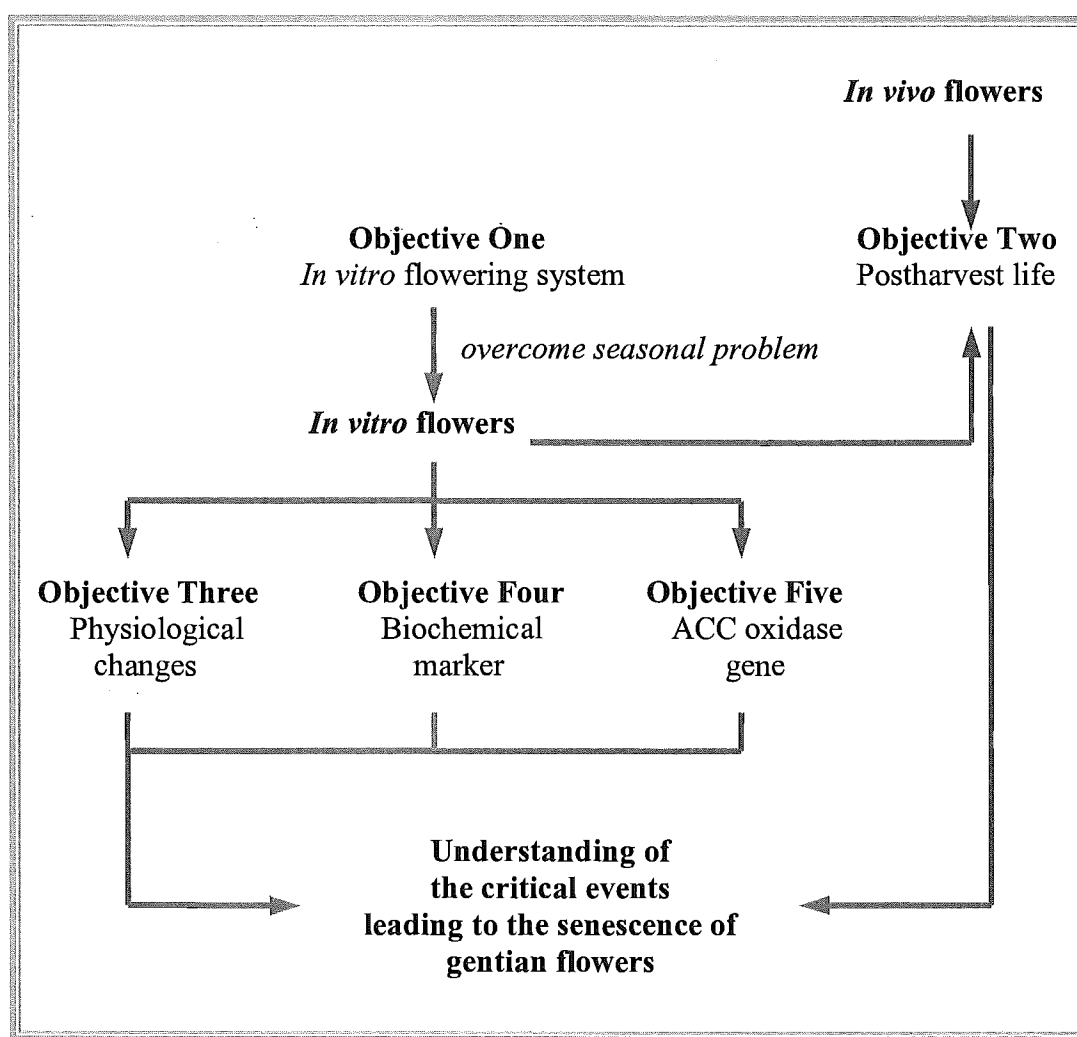 In vivo flowers
Objective One
In vitro flowering system
Objective Two
Postharvest life
overcome seasonal problem
In vitro flowers
Objective Three
Physiological
changes
Objective Four
Biochemical
marker
Objective Five
ACC oxidase
gene
Understanding of
the critical events
leading to the senescence of
gentian flowers